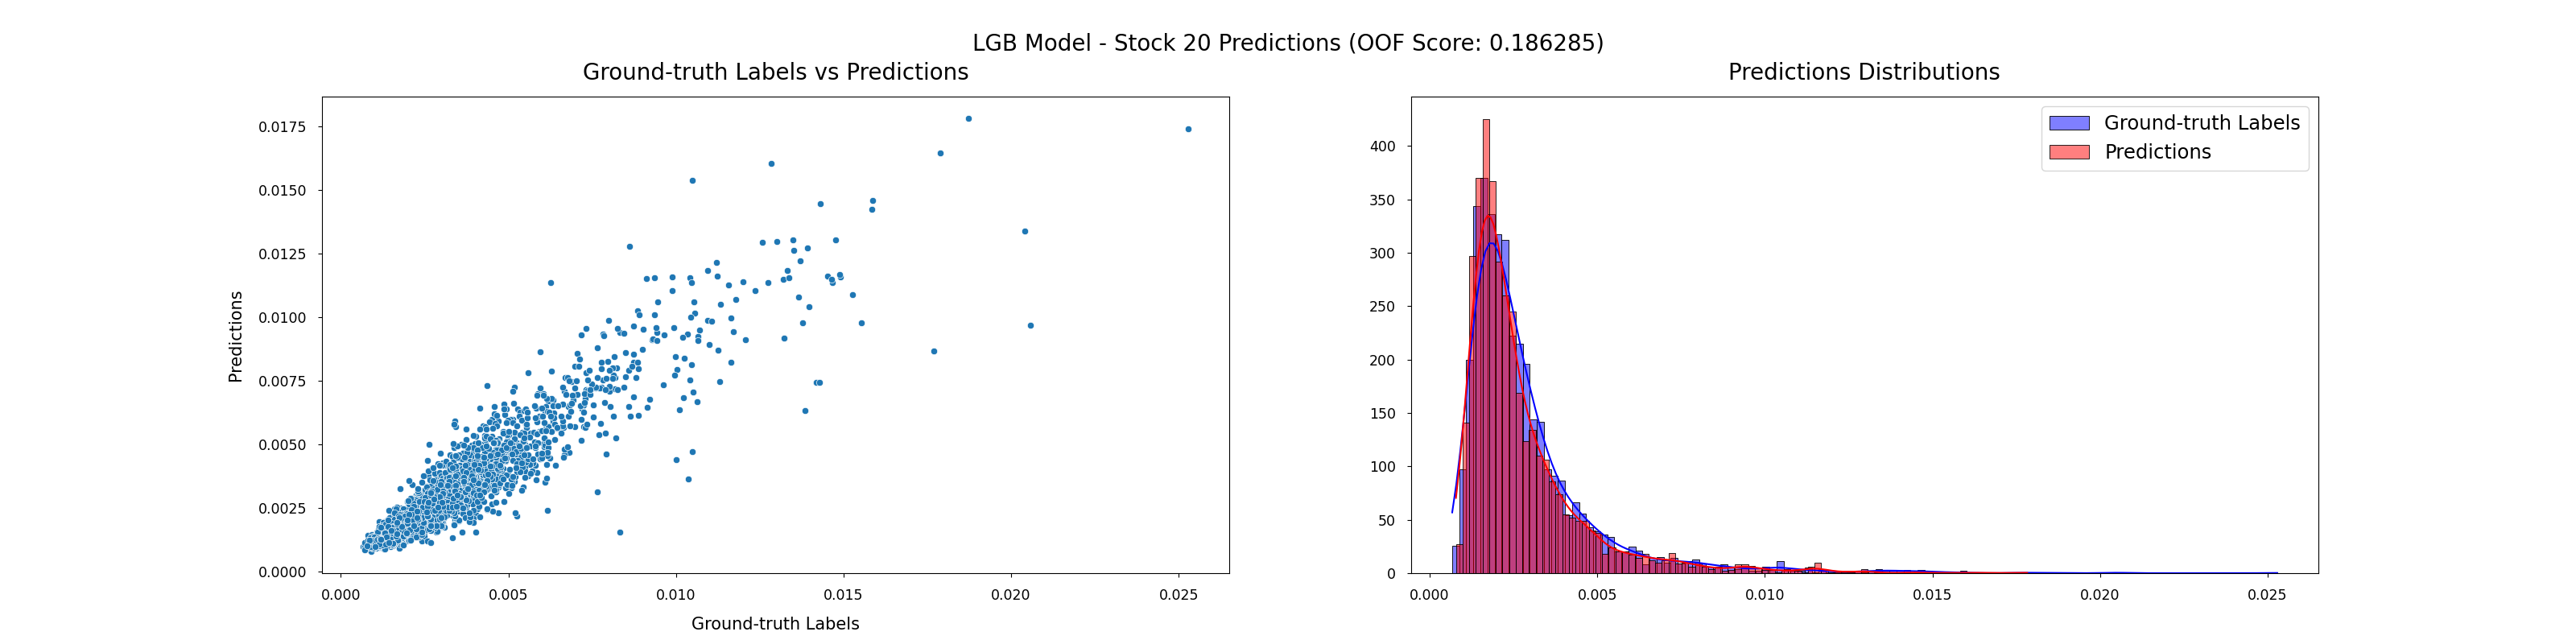 LGB Model - Stock 20 Predictions (OOF Score: 0.186285)
Ground-truth Labels vs Predictions
Predictions
0.0175
0.0150
0.0125
0.0100
0.0075
0.0050
0.0025
0.0000
0.000 0.005 0.010 0.015 0.020 0.025
Ground-truth Labels
Predictions Distributions
Ground-truth Labels
Predictions
400
350
300
250
200
150
100
50
0
0.000 0.005 0.010 0.015 0.020 0.025